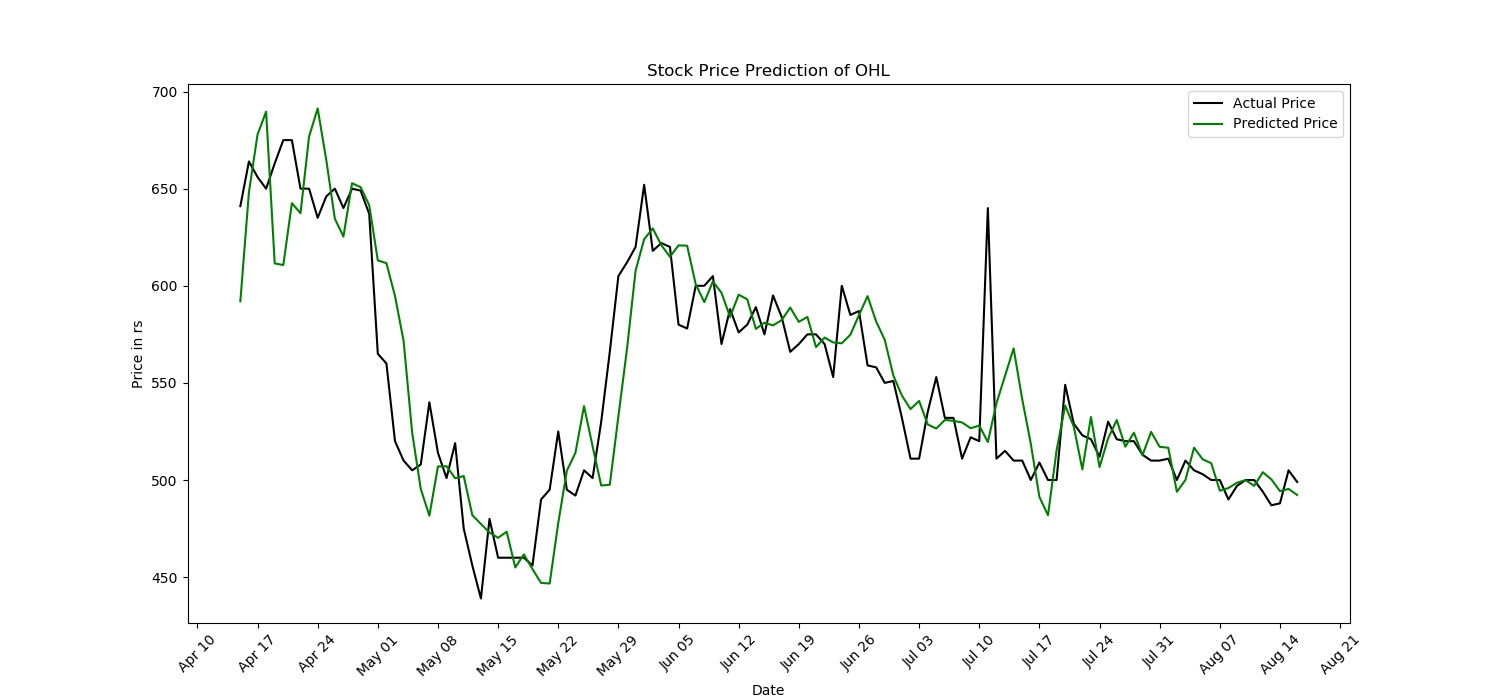 Stock Price Prediction of OHL
Actual Price
Predicted Price
700
650
600
550
500
450
Price in rs
Apr 10 Apr 17 Apr 24 May 01 May 08 May 15 May 22 May 29 Jun 05 Jun 12 Jun 19 Jun 26 Jul 03 Jul 10 Jul 17 Jul 24 Jul 31 Aug 07 Aug 14 Aug 21
Date